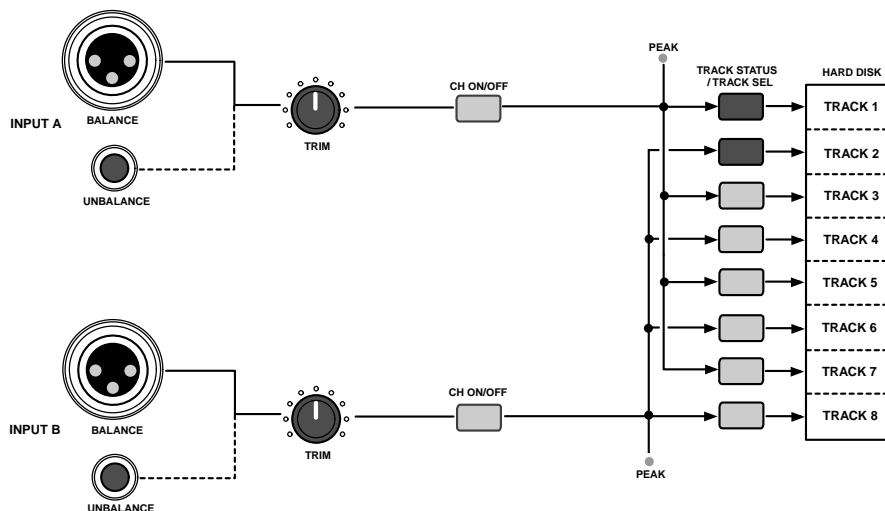 PEAK
TRACK STATUS
/ TRACK SEL
HARD DISK
CH ON/OFF
INPUT A
BALANCE
TRIM
UNBALANCE
TRACK 1
TRACK 2
TRACK 3
TRACK 4
TRACK 5
TRACK 6
TRACK 7
TRACK 8
CH ON/OFF
INPUT B
BALANCE
TRIM
PEAK
UNBALANCE